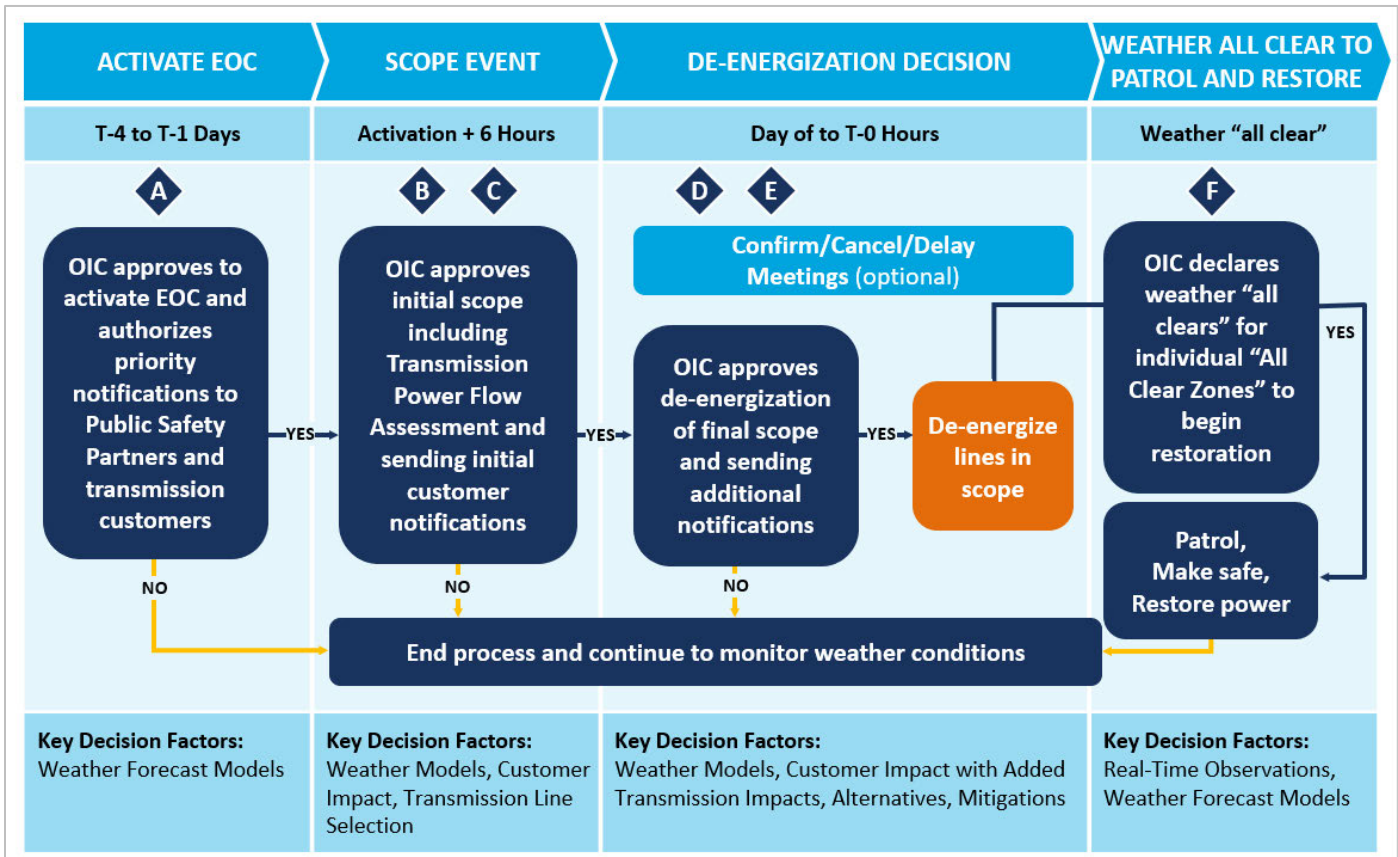 ACTIVATE EOC
SCOPE EVENT
DE-ENERGIZATION DECISION
WEATHER ALL CLEAR TO
PATROL AND RESTORE
T-4 to T-1 Days
Activation + 6 Hours
Day of to T-0 Hours
Weather “all clear”
A
B
C
D
E
F
OIC approves to
activate EOC and
authorizes
priority
notifications to
Public Safety
Partners and
transmission
customers
YES
NO
OIC approves
initial scope
including
Transmission
Power Flow
Assessment and
sending initial
customer
notifications
YES
NO
Confirm/Cancel/Delay
Meetings (optional)
OIC approves
de-energization
of final scope
and sending
additional
notifications
YES
NO
De-energize
lines in
scope
OIC declares
weather “all
clears” for
individual “All
Clear Zones” to
begin
restoration
YES
Patrol,
Make safe,
Restore power
End process and continue to monitor weather conditions
Key Decision Factors:
Weather Forecast Models
Key Decision Factors:
Weather Models, Customer
Impact, Transmission Line
Selection
Key Decision Factors:
Weather Models, Customer Impact with Added
Transmission Impacts, Alternatives, Mitigations
Key Decision Factors:
Real-Time Observations,
Weather Forecast Models